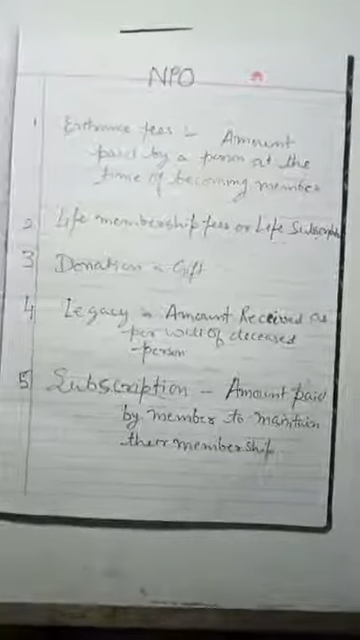 NPO
1 Entrance fees :- Amount
paid by a person at the
time of becoming member
2 Life membership fees or Life Subscription
3 Donation - Gift
4 Legacy - Amount Received as
per will of deceased
person
5 Subscription - Amount paid
by member to maintain
their membership